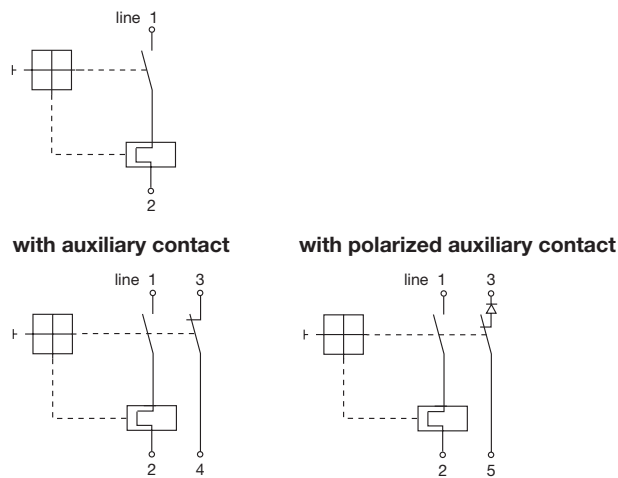 line 1
2
with auxiliary contact
with polarized auxiliary contact
line 1 3
2 4
line 1 3
2 5